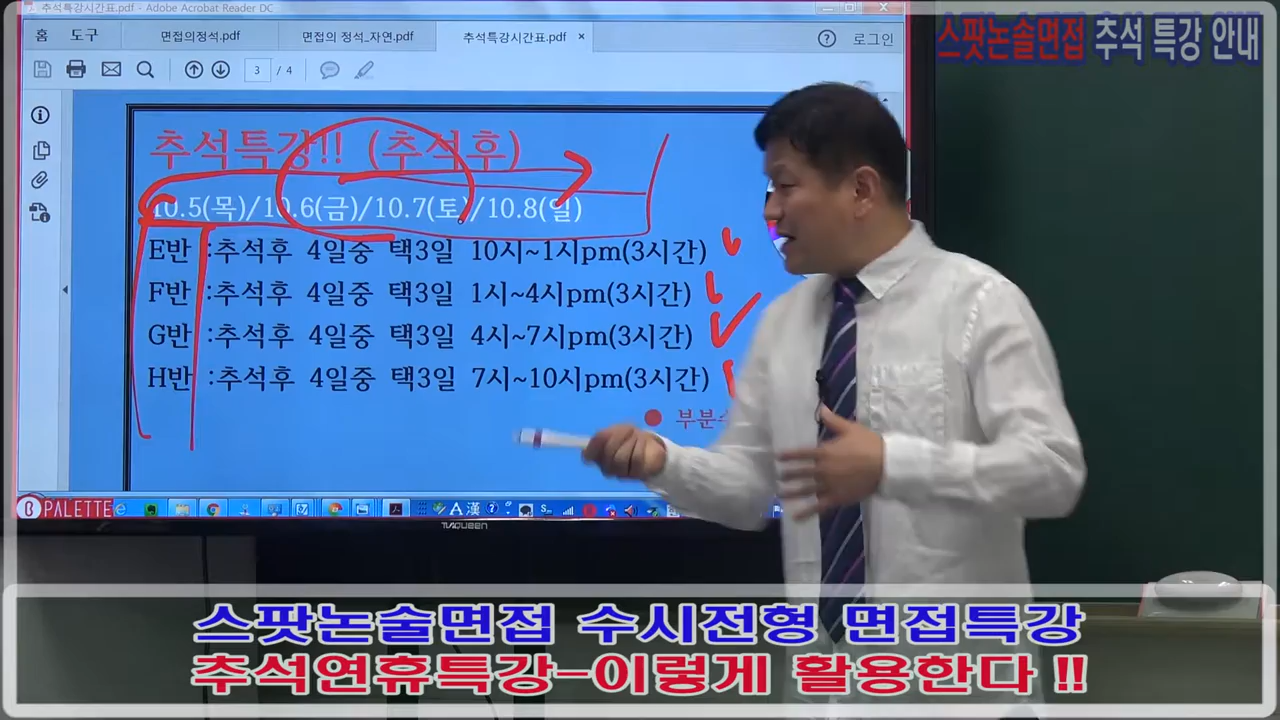 추석특강시간표.pdf - Adobe Acrobat Reader DC
스팟논술면접 추석 특강 안내
홈 도구 면접의정석.pdf 면접의 정석_자연.pdf 추석특강시간표.pdf × 로그인
3 / 4
추석특강!! (추석후)
10.5(목)/10.6(금)/10.7(토)/10.8(일)
E반 :추석후 4일중 택3일 10시~1시pm(3시간)
F반 :추석후 4일중 택3일 1시~4시pm(3시간)
G반 :추석후 4일중 택3일 4시~7시pm(3시간)
H반 :추석후 4일중 택3일 7시~10시pm(3시간)
PALETTE A 漢
스팟논술면접 수시전형 면접특강
추석연휴특강-이렇게 활용한다 !!